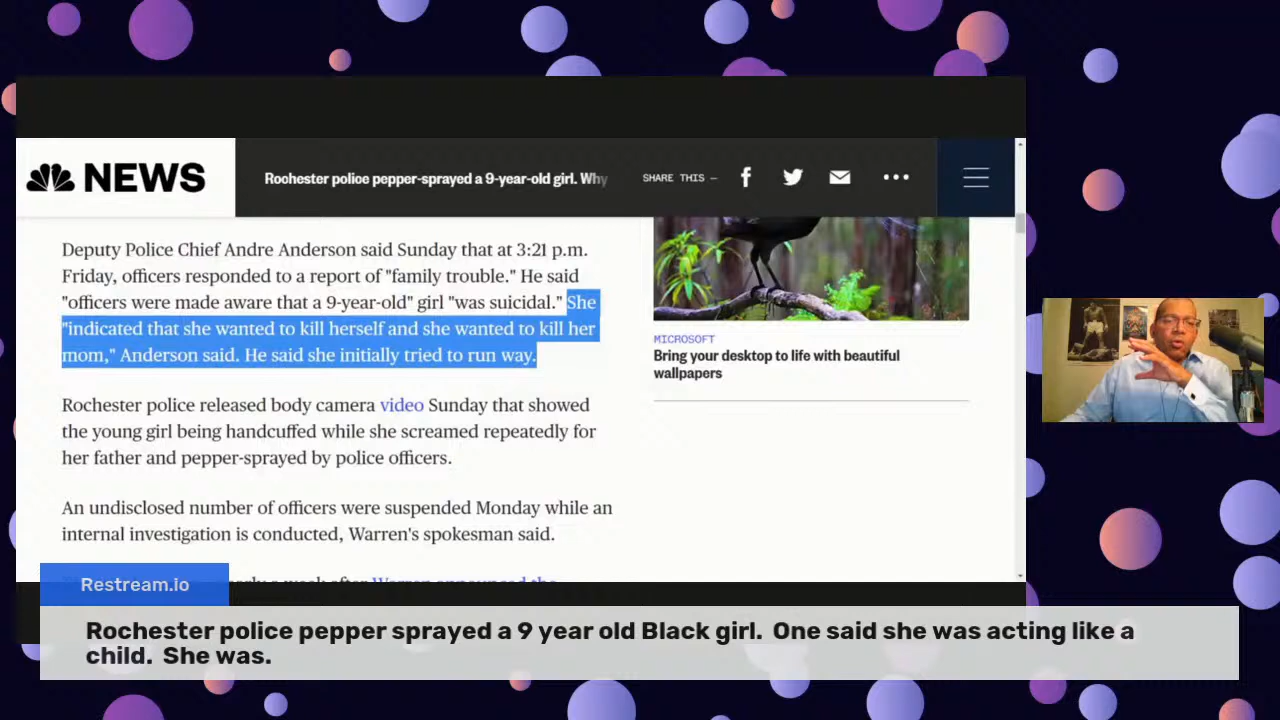 NEWS
Rochester police pepper-sprayed a 9-year-old girl. Why
SHARE THIS —
Deputy Police Chief Andre Anderson said Sunday that at 3:21 p.m.
Friday, officers responded to a report of "family trouble." He said
"officers were made aware that a 9-year-old" girl "was suicidal." She
"indicated that she wanted to kill herself and she wanted to kill her
mom," Anderson said. He said she initially tried to run way.
Rochester police released body camera video Sunday that showed
the young girl being handcuffed while she screamed repeatedly for
her father and pepper-sprayed by police officers.
An undisclosed number of officers were suspended Monday while an
internal investigation is conducted, Warren's spokesman said.
MICROSOFT
Bring your desktop to life with beautiful
wallpapers
Restream.io
Rochester police pepper sprayed a 9 year old Black girl. One said she was acting like a
child. She was.